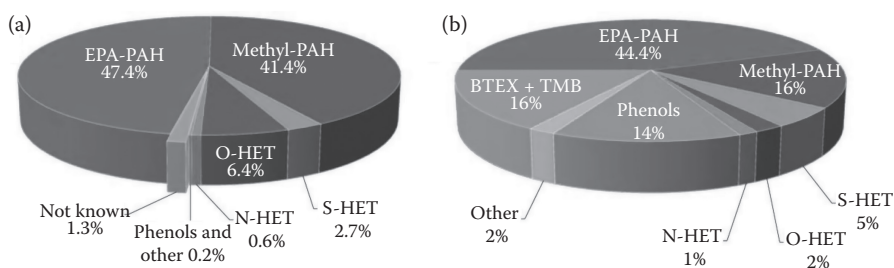 (a)
EPA-PAH
47.4%
Methyl-PAH
41.4%
O-HET
6.4%
S-HET
2.7%
N-HET
0.6%
Phenols and
other 0.2%
Not known
1.3%
(b)
EPA-PAH
44.4%
Methyl-PAH
16%
BTEX + TMB
16%
Phenols
14%
S-HET
5%
O-HET
2%
N-HET
1%
Other
2%